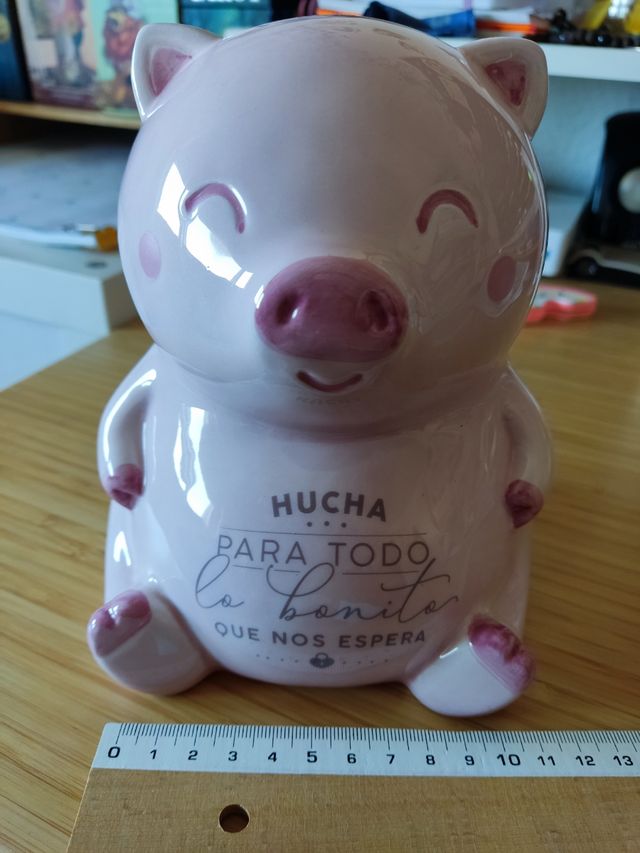 HUCHA
PARA TODO
lo bonito
QUE NOS ESPERA
0 1 2 3 4 5 6 7 8 9 10 11 12 13